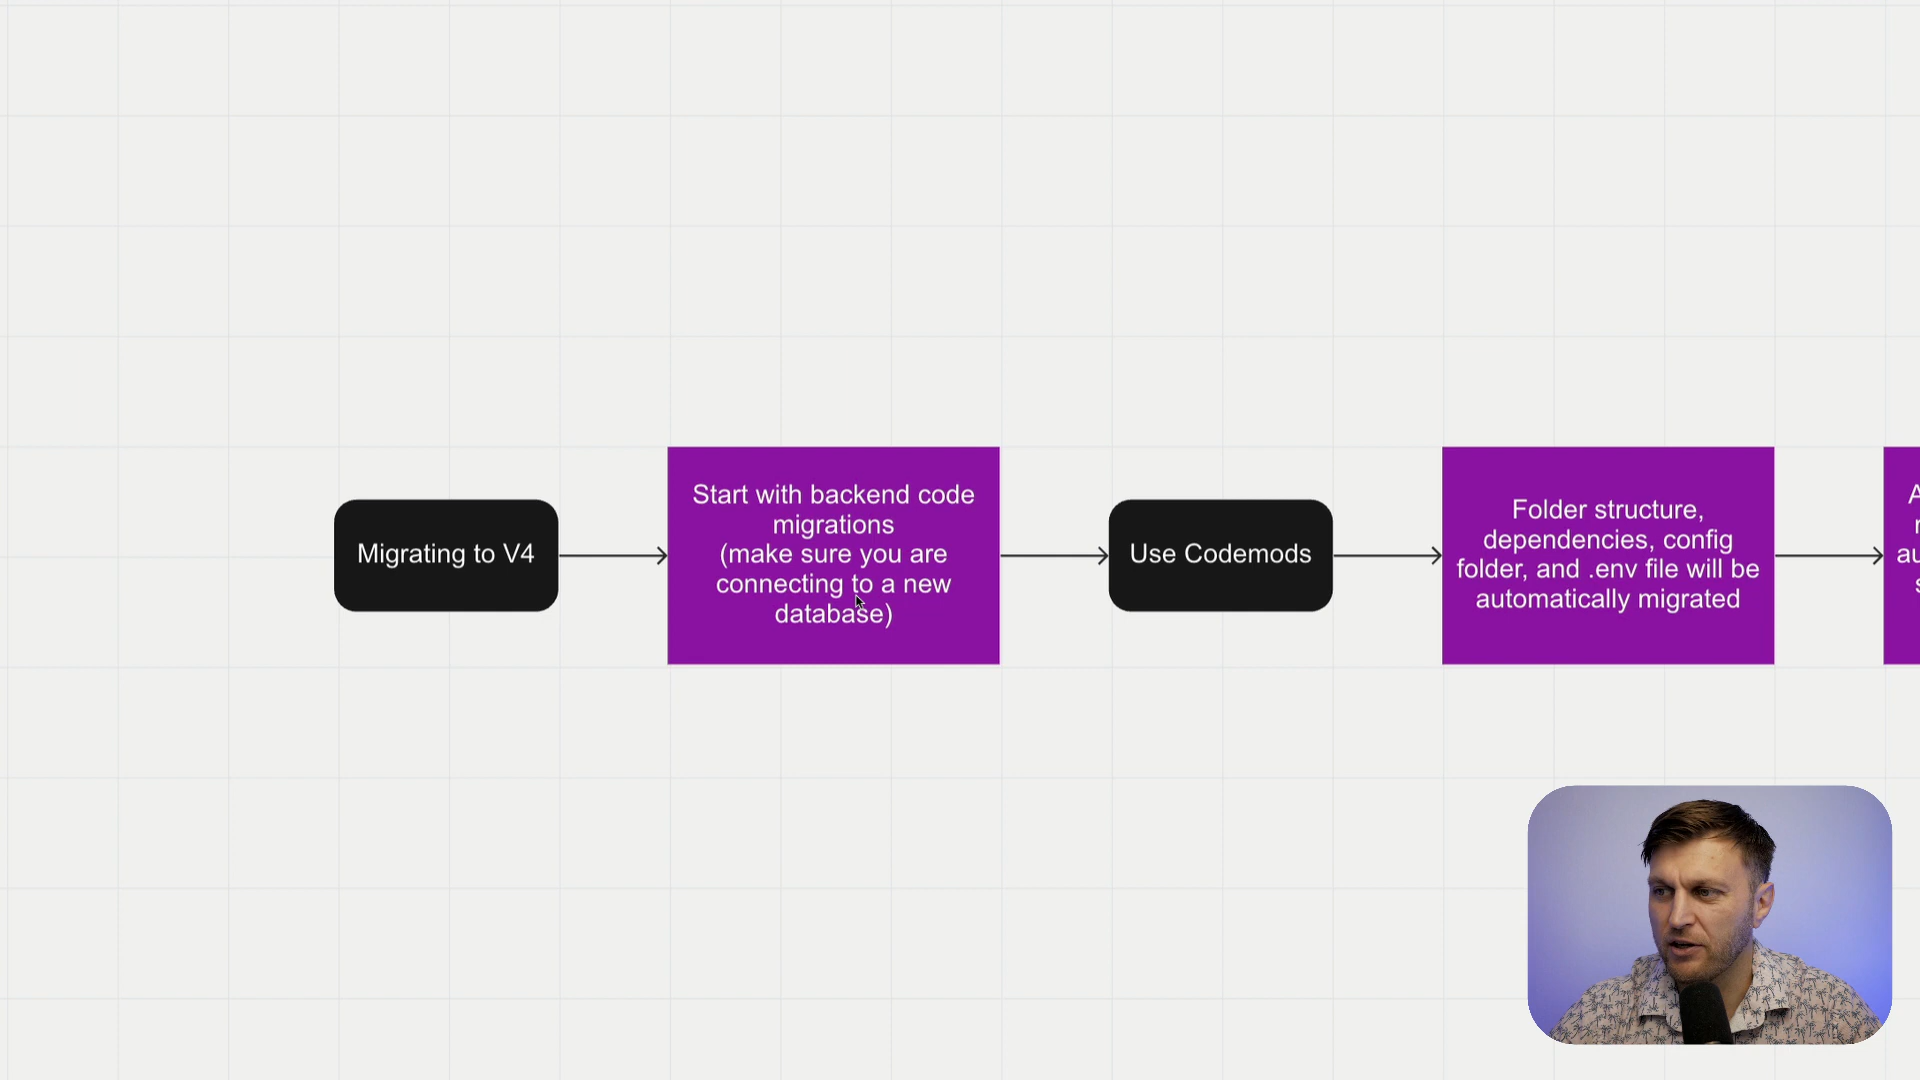 Migrating to V4
Start with backend code
migrations
(make sure you are
connecting to a new
database)
Use Codemods
Folder structure,
dependencies, config
folder, and .env file will be
automatically migrated